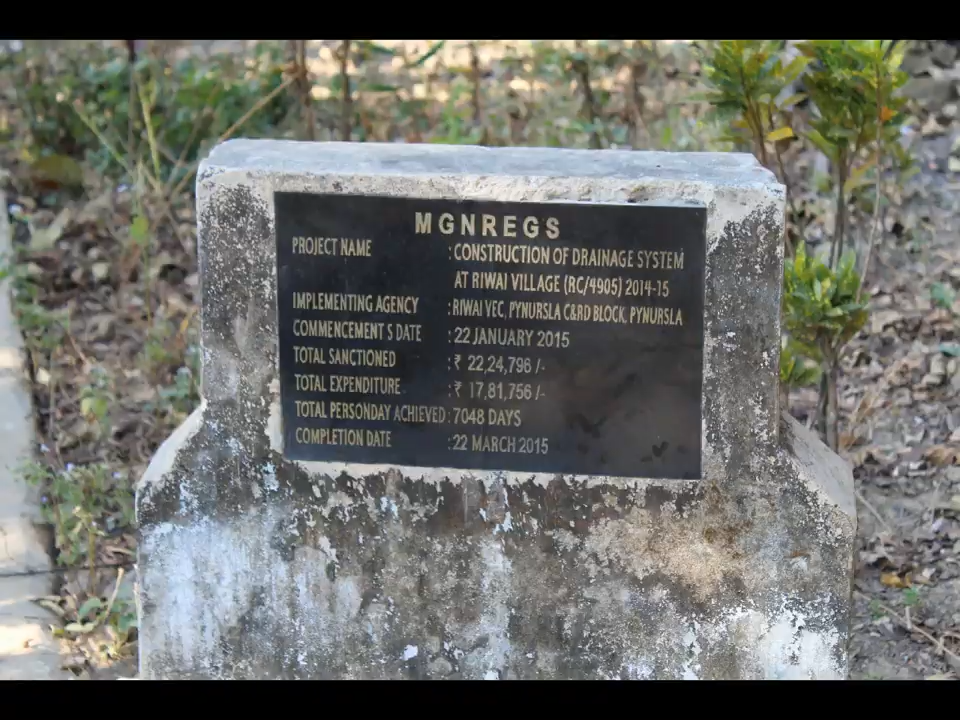 MGNREGS
PROJECT NAME : CONSTRUCTION OF DRAINAGE SYSTEM
AT RIWAI VILLAGE (RC/4905) 2014-15
IMPLEMENTING AGENCY : RIWAI VEC, PYNURSLA C&RD BLOCK, PYNURSLA
COMMENCEMENT S DATE : 22 JANUARY 2015
TOTAL SANCTIONED : ₹ 22,24,796 /-
TOTAL EXPENDITURE : ₹ 17,81,756 /-
TOTAL PERSONDAY ACHIEVED : 7048 DAYS
COMPLETION DATE : 22 MARCH 2015